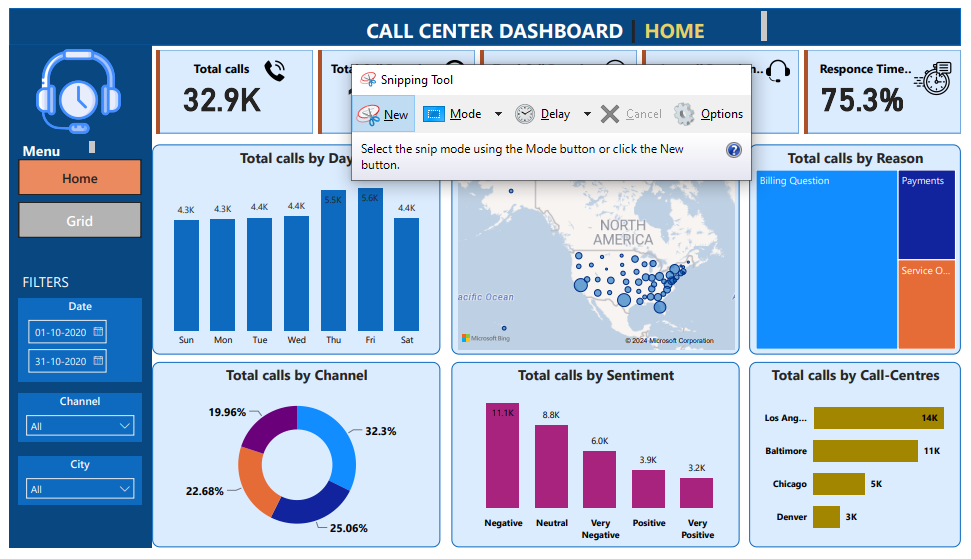 CALL CENTER DASHBOARD | HOME
Total calls
32.9K
Responce Time..
75.3%
Snipping Tool
New
Mode
Delay
Cancel
Options
Select the snip mode using the Mode button or click the New
button.
Menu
Home
Grid
FILTERS
Date
01-10-2020
31-10-2020
Channel
All
City
All
Total calls by Day
4.3K
4.3K
4.4K
4.4K
5.5K
5.6K
4.4K
Sun
Mon
Tue
Wed
Thu
Fri
Sat
NORTH
AMERICA
acific Ocean
Microsoft Bing
© 2024 Microsoft Corporation
Total calls by Reason
Billing Question
Payments
Service O...
Total calls by Channel
19.96%
32.3%
22.68%
25.06%
Total calls by Sentiment
11.1K
8.8K
6.0K
3.9K
3.2K
Negative
Neutral
Very
Negative
Positive
Very
Positive
Total calls by Call-Centres
Los Ang...
14K
Baltimore
11K
Chicago
5K
Denver
3K